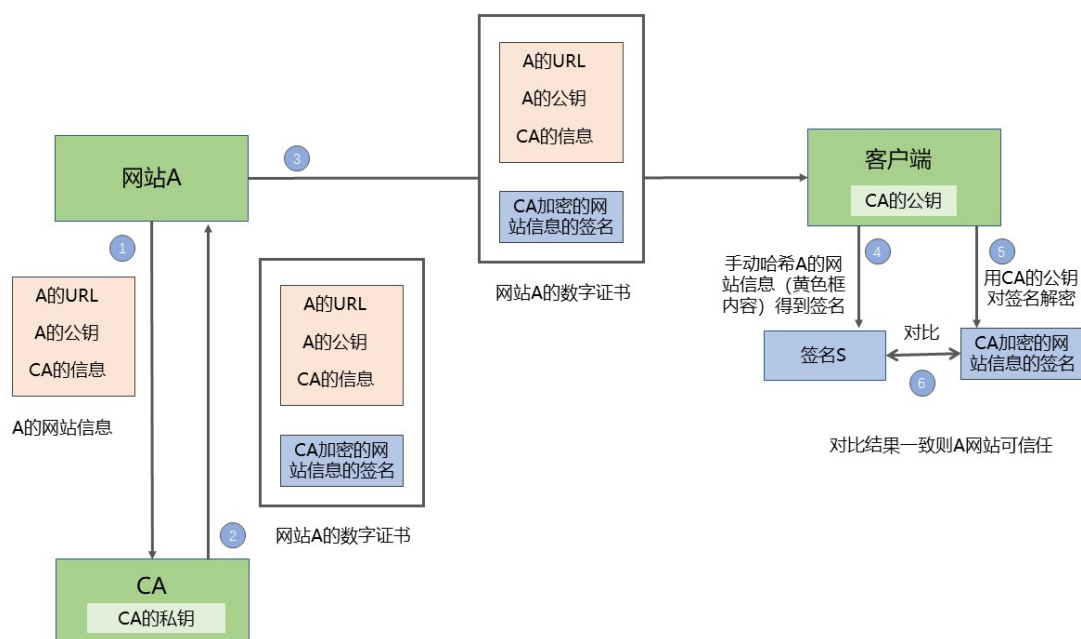 A的URL
A的公钥
CA的信息
CA加密的网
站信息的签名
网站A的数字证书
网站A
3
客户端
CA的公钥
1
A的URL
A的公钥
CA的信息
A的网站信息
2
A的URL
A的公钥
CA的信息
CA加密的网
站信息的签名
网站A的数字证书
CA
CA的私钥
4
手动哈希A的网
站信息（黄色框
内容）得到签名
5
用CA的公钥
对签名解密
签名S
对比
6
CA加密的网
站信息的签名
对比结果一致则A网站可信任